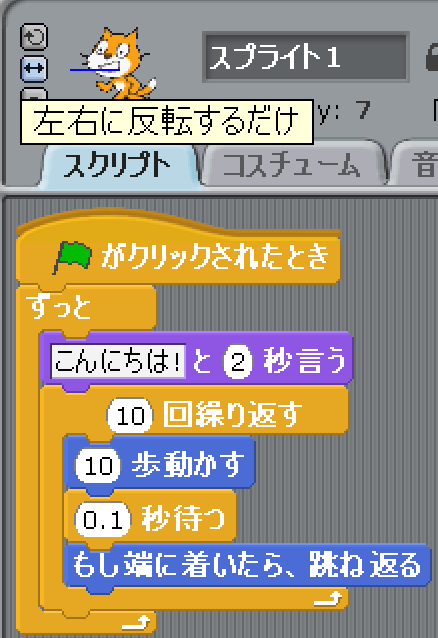 スプライト1
左右に反転するだけ
y: 7
スクリプト
コスチューム
音
がクリックされたとき
ずっと
こんにちは! と 2 秒言う
10 回繰り返す
10 歩動かす
0.1 秒待つ
もし端に着いたら、跳ね返る